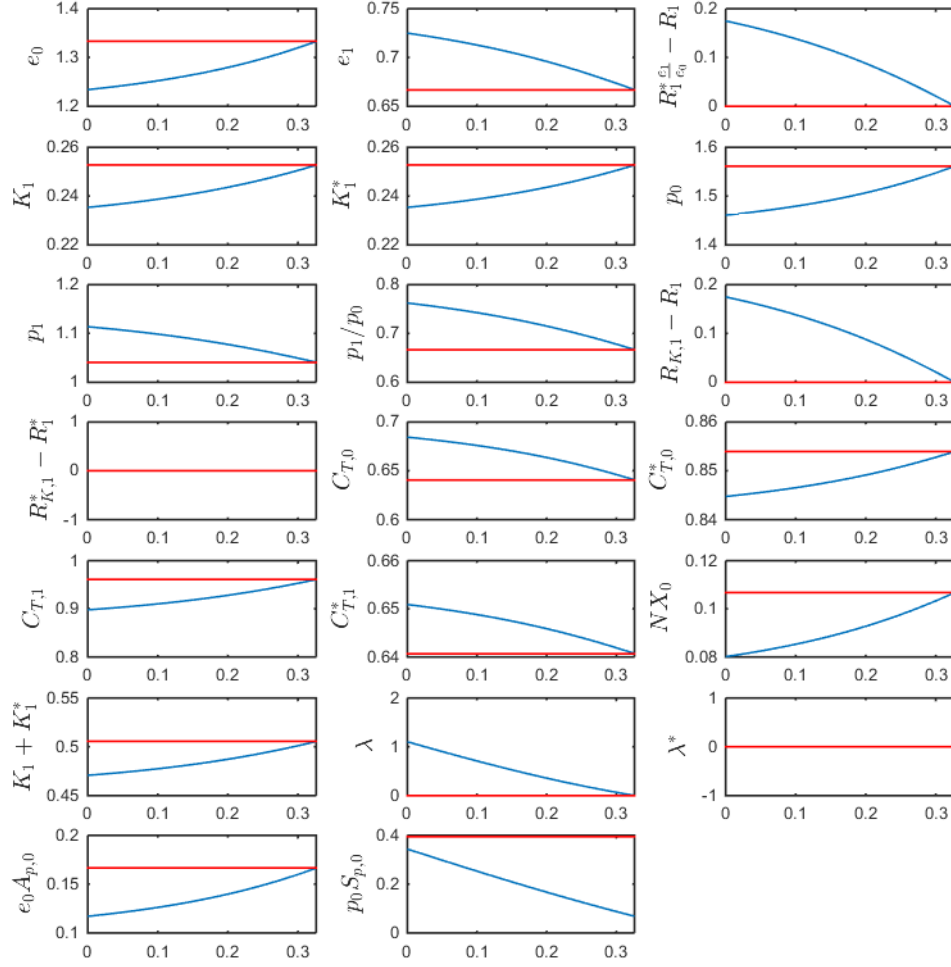 1.4
1.3
1.2
e_0
0 0.1 0.2 0.3
0.75
0.7
0.65
e_1
0 0.1 0.2 0.3
0.2
0.1
0
R_1^* \frac{e_1}{e_0} - R_1
0 0.1 0.2 0.3
0.26
0.24
0.22
K_1
0 0.1 0.2 0.3
0.26
0.24
0.22
K_1^*
0 0.1 0.2 0.3
1.6
1.5
1.4
p_0
0 0.1 0.2 0.3
1.2
1.1
1
p_1
0 0.1 0.2 0.3
0.8
0.7
0.6
p_1/p_0
0 0.1 0.2 0.3
0.2
0.1
0
R_{K,1} - R_1
0 0.1 0.2 0.3
1
0
-1
R_{K,1}^* - R_1^*
0 0.1 0.2 0.3
0.7
0.65
0.6
C_{T,0}
0 0.1 0.2 0.3
0.86
0.85
0.84
C_{T,0}^*
0 0.1 0.2 0.3
1
0.9
0.8
C_{T,1}
0 0.1 0.2 0.3
0.66
0.65
0.64
C_{T,1}^*
0 0.1 0.2 0.3
0.12
0.1
0.08
NX_0
0 0.1 0.2 0.3
0.55
0.5
0.45
K_1 + K_1^*
0 0.1 0.2 0.3
2
1
0
λ
0 0.1 0.2 0.3
1
0
-1
λ^*
0 0.1 0.2 0.3
0.2
0.15
0.1
e_0 A_{p,0}
0 0.1 0.2 0.3
0.4
0.2
0
p_0 S_{p,0}
0 0.1 0.2 0.3